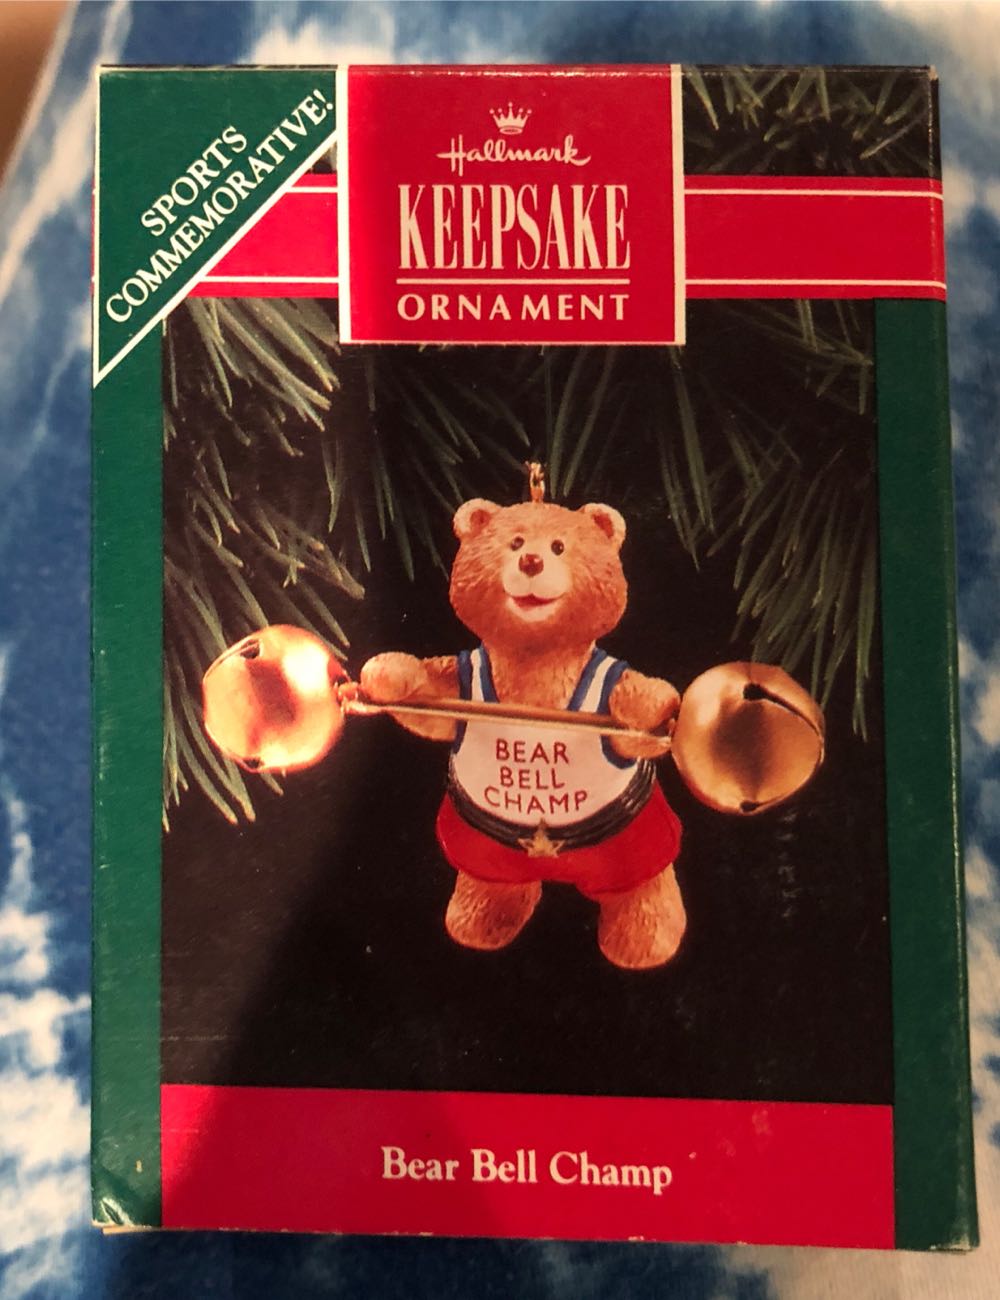 SPORTS
COMMEMORATIVE!
Hallmark
KEEPSAKE
ORNAMENT
BEAR
BELL
CHAMP
Bear Bell Champ